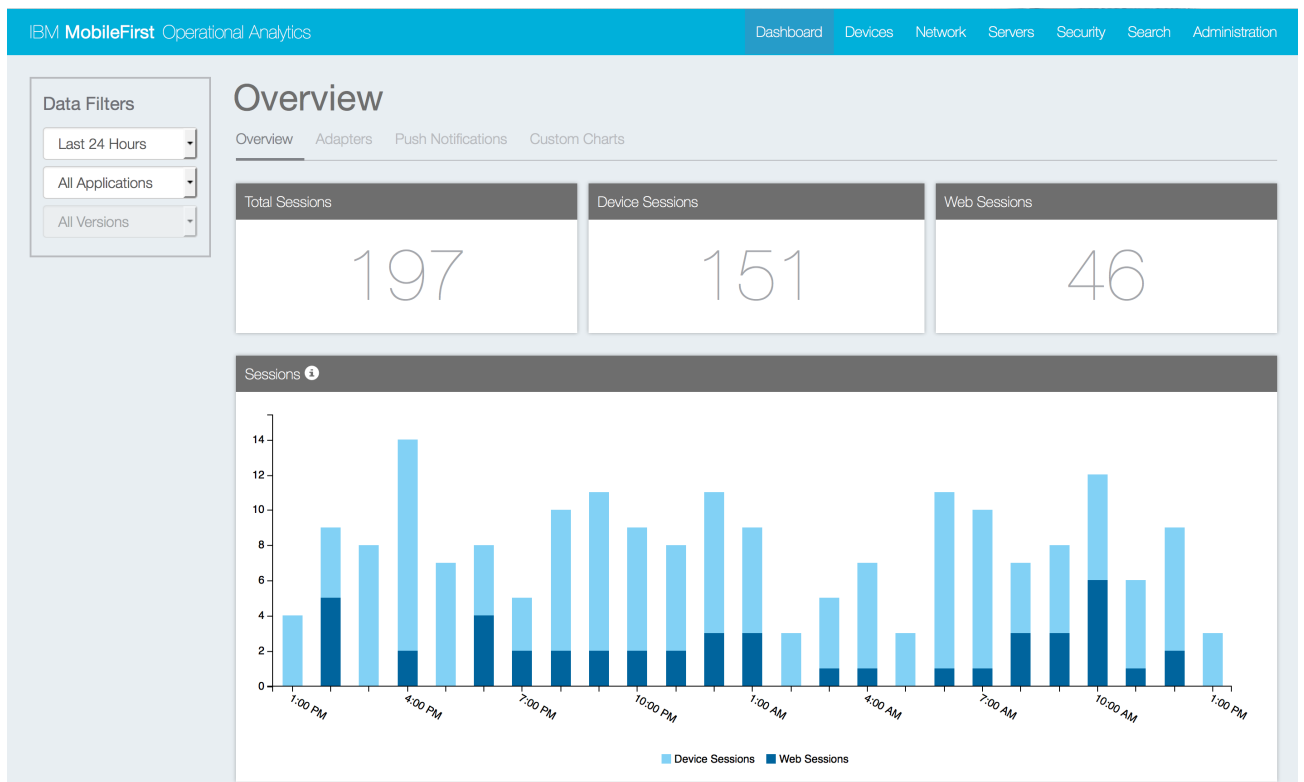 IBM MobileFirst Operational Analytics
Dashboard Devices Network Servers Security Search Administration
Data Filters
Last 24 Hours
All Applications
All Versions
Overview
Overview Adapters Push Notifications Custom Charts
Total Sessions
197
Device Sessions
151
Web Sessions
46
Sessions
14
12
10
8
6
4
2
0
1:00 PM 4:00 PM 7:00 PM 10:00 PM 1:00 AM 4:00 AM 7:00 AM 10:00 AM 1:00 PM
Device Sessions Web Sessions